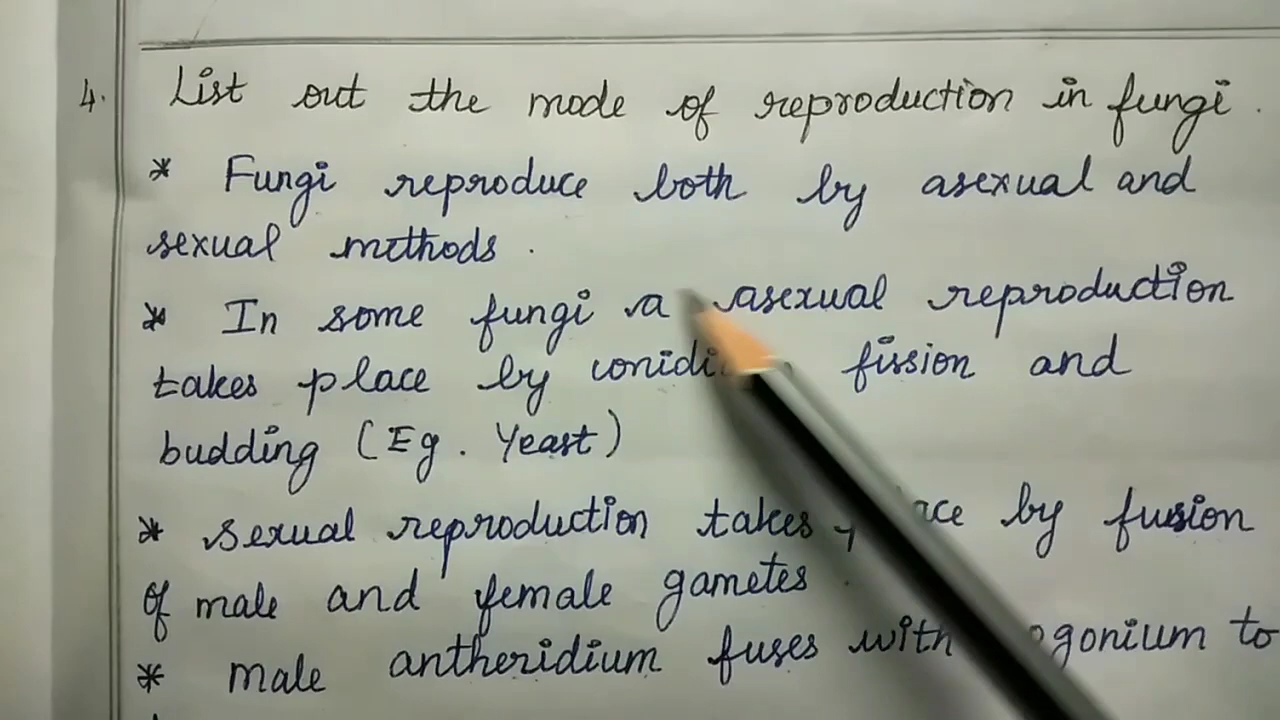 4. List out the mode of reproduction in fungi.
* Fungi reproduce both by asexual and
sexual methods.
* In some fungi a asexual reproduction
takes place by fission and
budding (Eg. Yeast)
* Sexual reproduction takes by fusion
of male and female gametes.
* male antheridium fuses with to